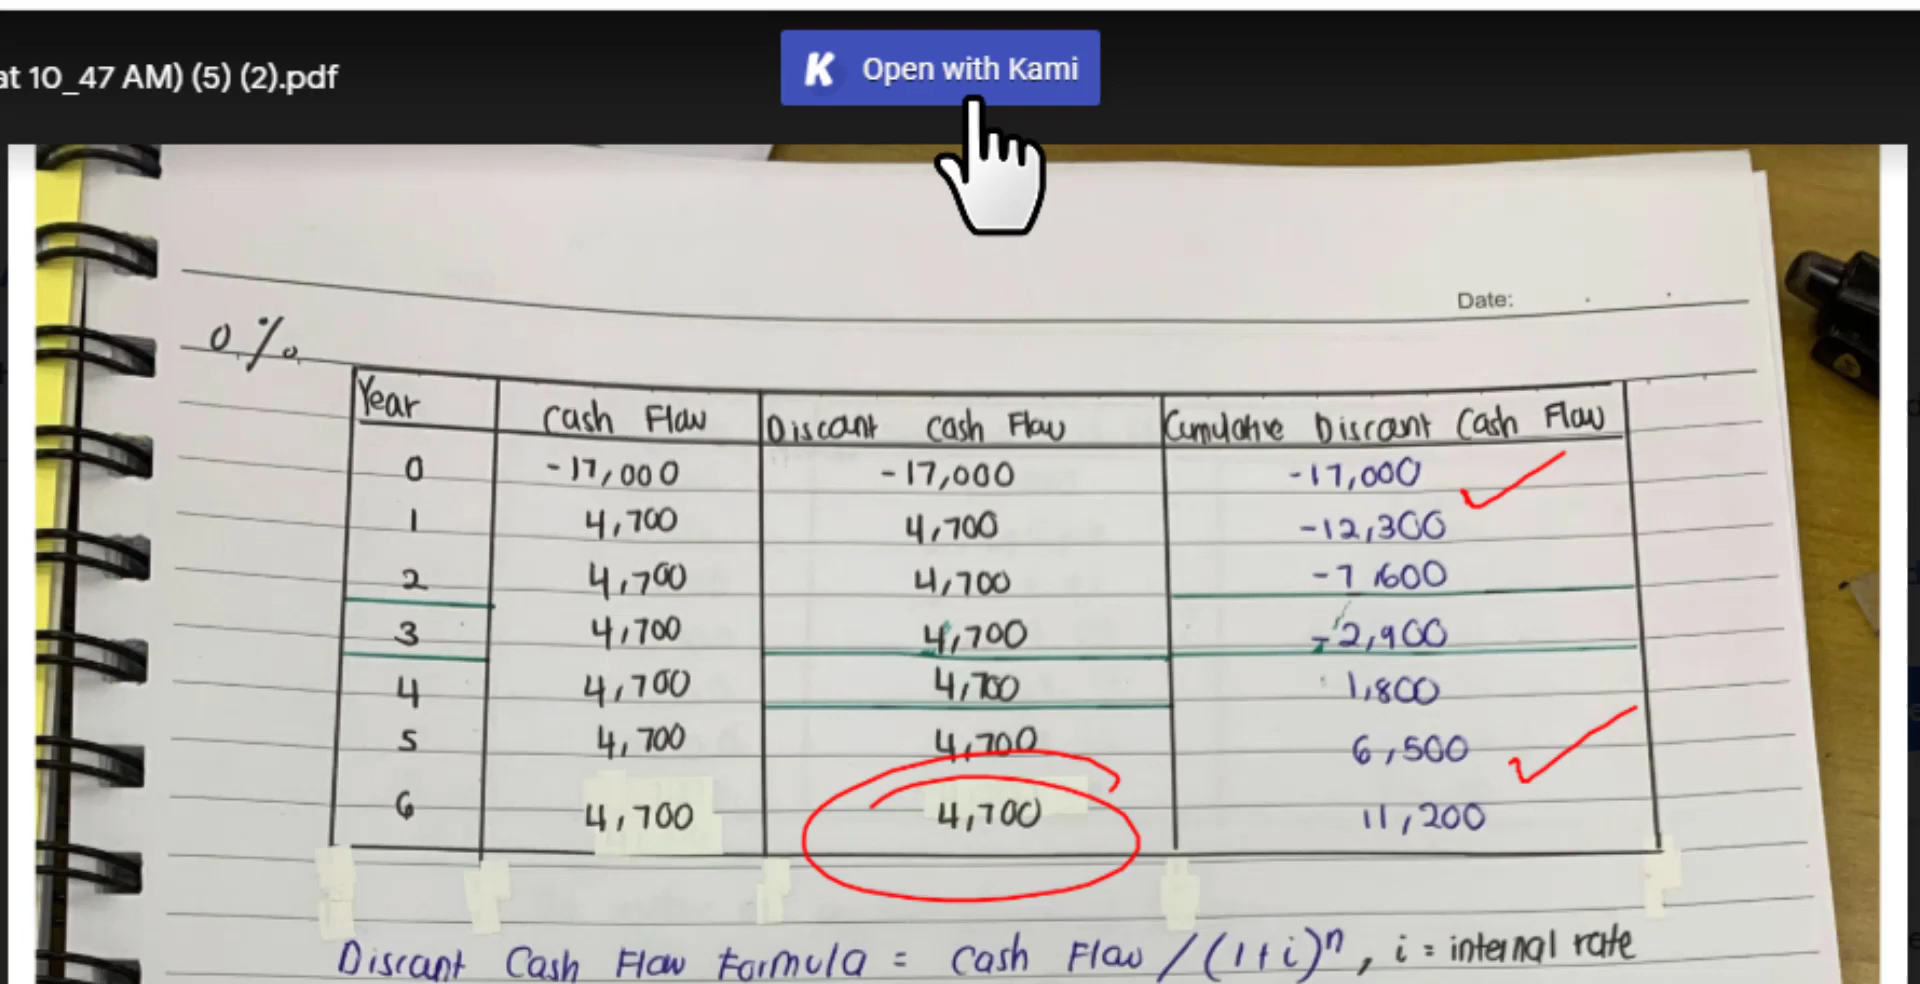 at 10_47 AM) (5) (2).pdf
K Open with Kami
Date:
0%
Year Cash Flow Discount Cash Flow Cumulative Discount Cash Flow
0 -17,000 -17,000 -17,000
1 4,700 4,700 -12,300
2 4,700 4,700 -7,600
3 4,700 4,700 -2,900
4 4,700 4,700 1,800
5 4,700 4,700 6,500
6 4,700 4,700 11,200
Discount Cash Flow Formula = Cash Flow / (1+i)ⁿ, i = internal rate